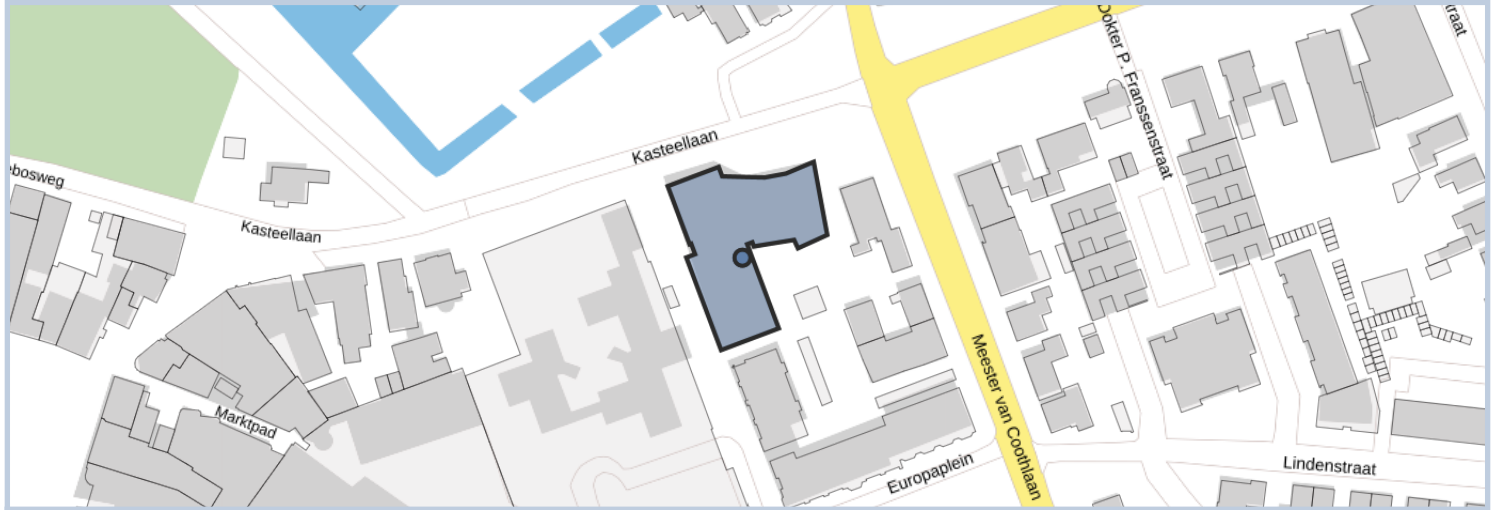 Dokter P. Franssenstraat
raat
Kasteellaan
ebosweg
Kasteellaan
Meester van Coothlaan
Marktpad
Europaplein
Lindenstraat